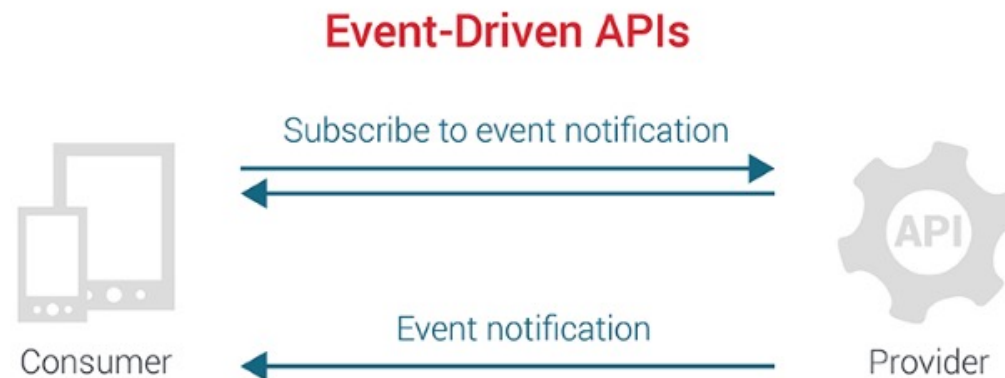 Event-Driven APIs
Subscribe to event notification
API
Event notification
Consumer
Provider